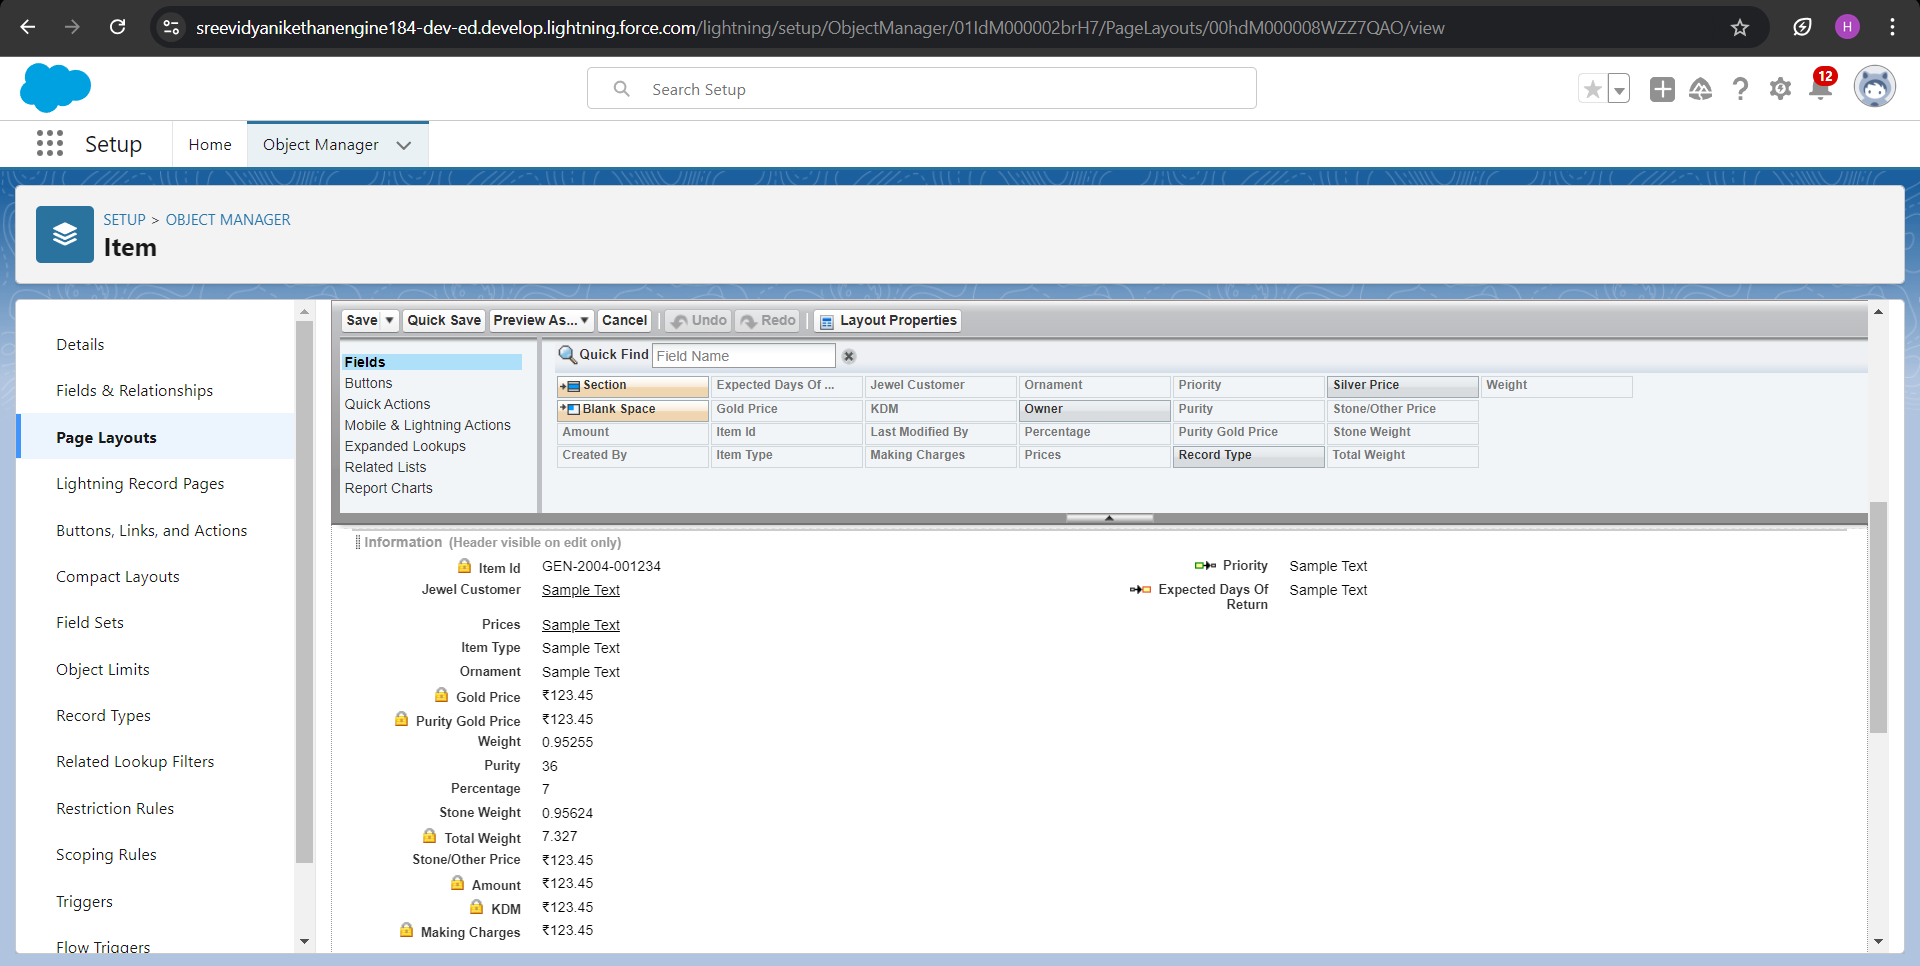 sreevidyanikethanengine184-dev-ed.develop.lightning.force.com/lightning/setup/ObjectManager/01IdM000002brH7/PageLayouts/00hdM000008WZZ7QAO/view
H
Search Setup
12
Setup
Home
Object Manager
SETUP > OBJECT MANAGER
Item
Details
Fields & Relationships
Page Layouts
Lightning Record Pages
Buttons, Links, and Actions
Compact Layouts
Field Sets
Object Limits
Record Types
Related Lookup Filters
Restriction Rules
Scoping Rules
Triggers
Flow Triggers
Save Quick Save Preview As... Cancel Undo Redo Layout Properties
Fields
Buttons
Quick Actions
Mobile & Lightning Actions
Expanded Lookups
Related Lists
Report Charts
Quick Find Field Name
Section Expected Days Of ... Jewel Customer Ornament Priority Silver Price Weight
Blank Space Gold Price KDM Owner Purity Stone/Other Price
Amount Item Id Last Modified By Percentage Purity Gold Price Stone Weight
Created By Item Type Making Charges Prices Record Type Total Weight
Information (Header visible on edit only)
Item Id GEN-2004-001234
Jewel Customer Sample Text
Prices Sample Text
Item Type Sample Text
Ornament Sample Text
Gold Price ₹123.45
Purity Gold Price ₹123.45
Weight 0.95255
Purity 36
Percentage 7
Stone Weight 0.95624
Total Weight 7.327
Stone/Other Price ₹123.45
Amount ₹123.45
KDM ₹123.45
Making Charges ₹123.45
Priority Sample Text
Expected Days Of Sample Text
Return